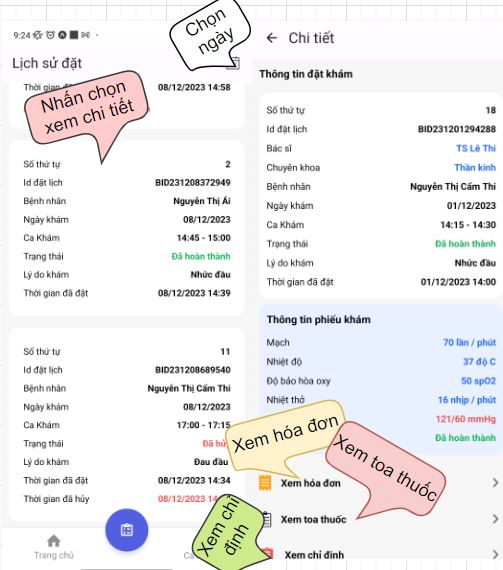 9:24
Lịch sử đặt
Chọn
ngày
Thời gian đặt 08/12/2023 14:58
Nhấn chọn
xem chi tiết
Số thứ tự 2
Id đặt lịch BID231208372949
Bệnh nhân Nguyễn Thị Ái
Ngày khám 08/12/2023
Ca Khám 14:45 - 15:00
Trạng thái Đã hoàn thành
Lý do khám Nhức đầu
Thời gian đã đặt 08/12/2023 14:39
Số thứ tự 11
Id đặt lịch BID231208689540
Bệnh nhân Nguyễn Thị Cẩm Thi
Ngày khám 08/12/2023
Ca Khám 17:00 - 17:15
Trạng thái Đã hủy
Lý do khám Đau đầu
Thời gian đã đặt 08/12/2023 14:34
Thời gian đã hủy 08/12/2023
Trang chủ
Xem chỉ
định
Chi tiết
Thông tin đặt khám
Số thứ tự 18
Id đặt lịch BID231201294288
Bác sĩ TS Lê Thi
Chuyên khoa Thần kinh
Bệnh nhân Nguyễn Thị Cẩm Thi
Ngày khám 01/12/2023
Ca Khám 14:15 - 14:30
Trạng thái Đã hoàn thành
Lý do khám Nhức đầu
Thời gian đã đặt 01/12/2023 14:00
Thông tin phiếu khám
Mạch 70 lần / phút
Nhiệt độ 37 độ C
Độ bảo hòa oxy 50 spO2
Nhiệt thở 16 nhịp / phút
121/60 mmHg
Đã hoàn thành
Xem hóa đơn
Xem toa thuốc
Xem hóa đơn
Xem toa thuốc
Xem chỉ định